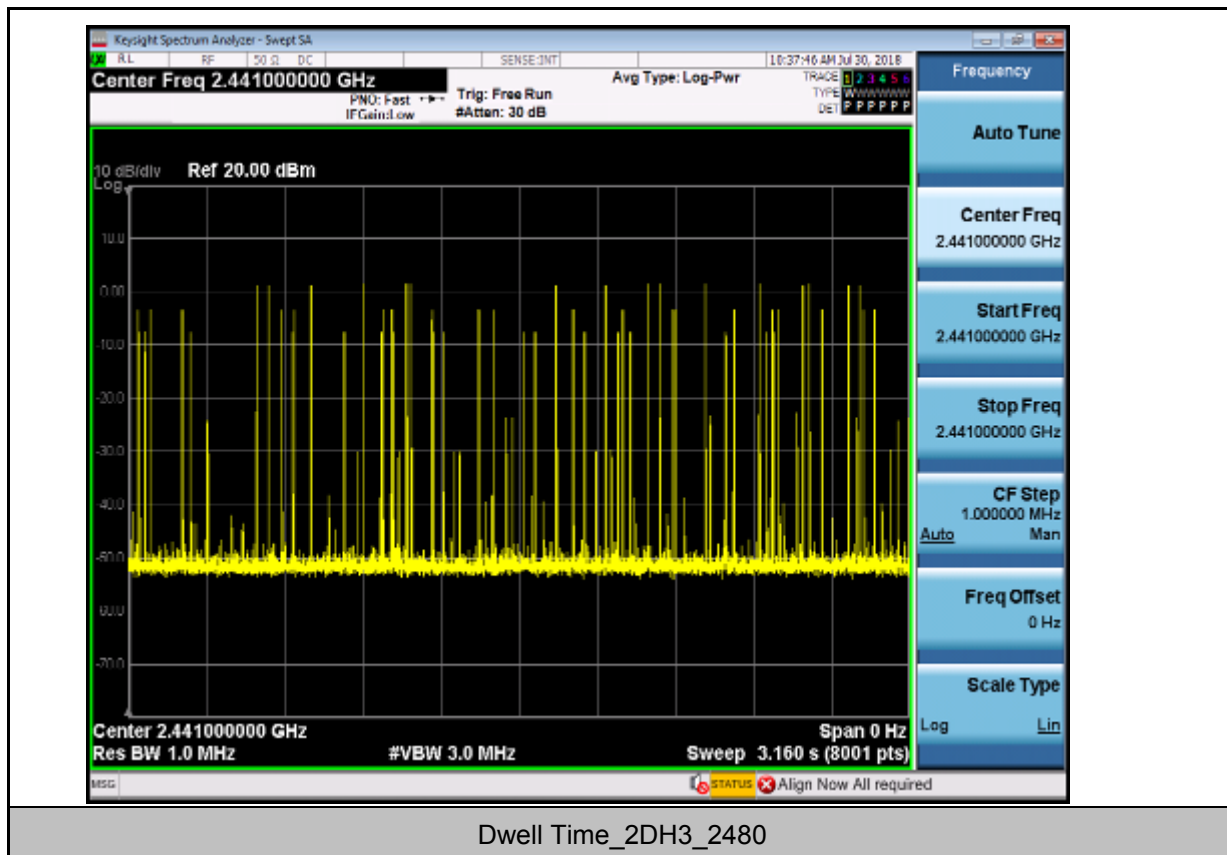 Keysight Spectrum Analyzer - Swept SA
RL RF 50 Ω DC SENSE:INT 10:37:46 AM Jul 30, 2018
Center Freq 2.441000000 GHz
Avg Type: Log-Pwr
TRACE 1 2 3 4 5 6
PNO: Fast
Trig: Free Run
TYPE WWWWWW
IFGain:Low
#Atten: 30 dB
DET P P P P P P
10 dB/div Ref 20.00 dBm
Log
10.0
0.00
-10.0
-20.0
-30.0
-40.0
-50.0
-60.0
-70.0
Center 2.441000000 GHz
Span 0 Hz
Res BW 1.0 MHz
#VBW 3.0 MHz
Sweep 3.160 s (8001 pts)
MSG
STATUS
Align Now All required
Frequency
Auto Tune
Center Freq
2.441000000 GHz
Start Freq
2.441000000 GHz
Stop Freq
2.441000000 GHz
CF Step
1.000000 MHz
Auto Man
Freq Offset
0 Hz
Scale Type
Log Lin
Dwell Time_2DH3_2480